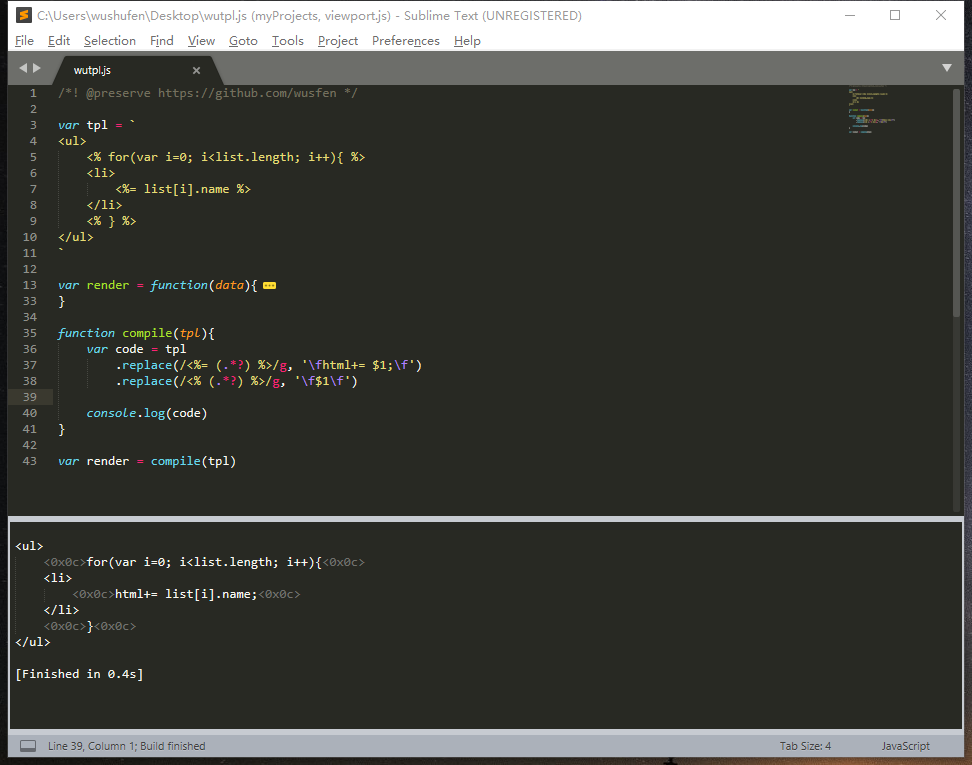 C:\Users\wushufen\Desktop\wutpl.js (myProjects, viewport.js) - Sublime Text (UNREGISTERED)
File Edit Selection Find View Goto Tools Project Preferences Help
wutpl.js ×
1 /*! @preserve https://github.com/wusfen */
2
3 var tpl = `
4 <ul>
5     <% for(var i=0; i<list.length; i++){ %>
6     <li>
7         <%= list[i].name %>
8     </li>
9     <% } %>
10 </ul>
11 `
12
13 var render = function(data){
33 }
34
35 function compile(tpl){
36     var code = tpl
37         .replace(/<%= (.*?) %>/g, '\fhtml+= $1;\f')
38         .replace(/<% (.*?) %>/g, '\f$1\f')
39
40     console.log(code)
41 }
42
43 var render = compile(tpl)
<ul>
    <0x0c>for(var i=0; i<list.length; i++){<0x0c>
    <li>
        <0x0c>html+= list[i].name;<0x0c>
    </li>
    <0x0c>}<0x0c>
</ul>
[Finished in 0.4s]
Line 39, Column 1; Build finished Tab Size: 4 JavaScript